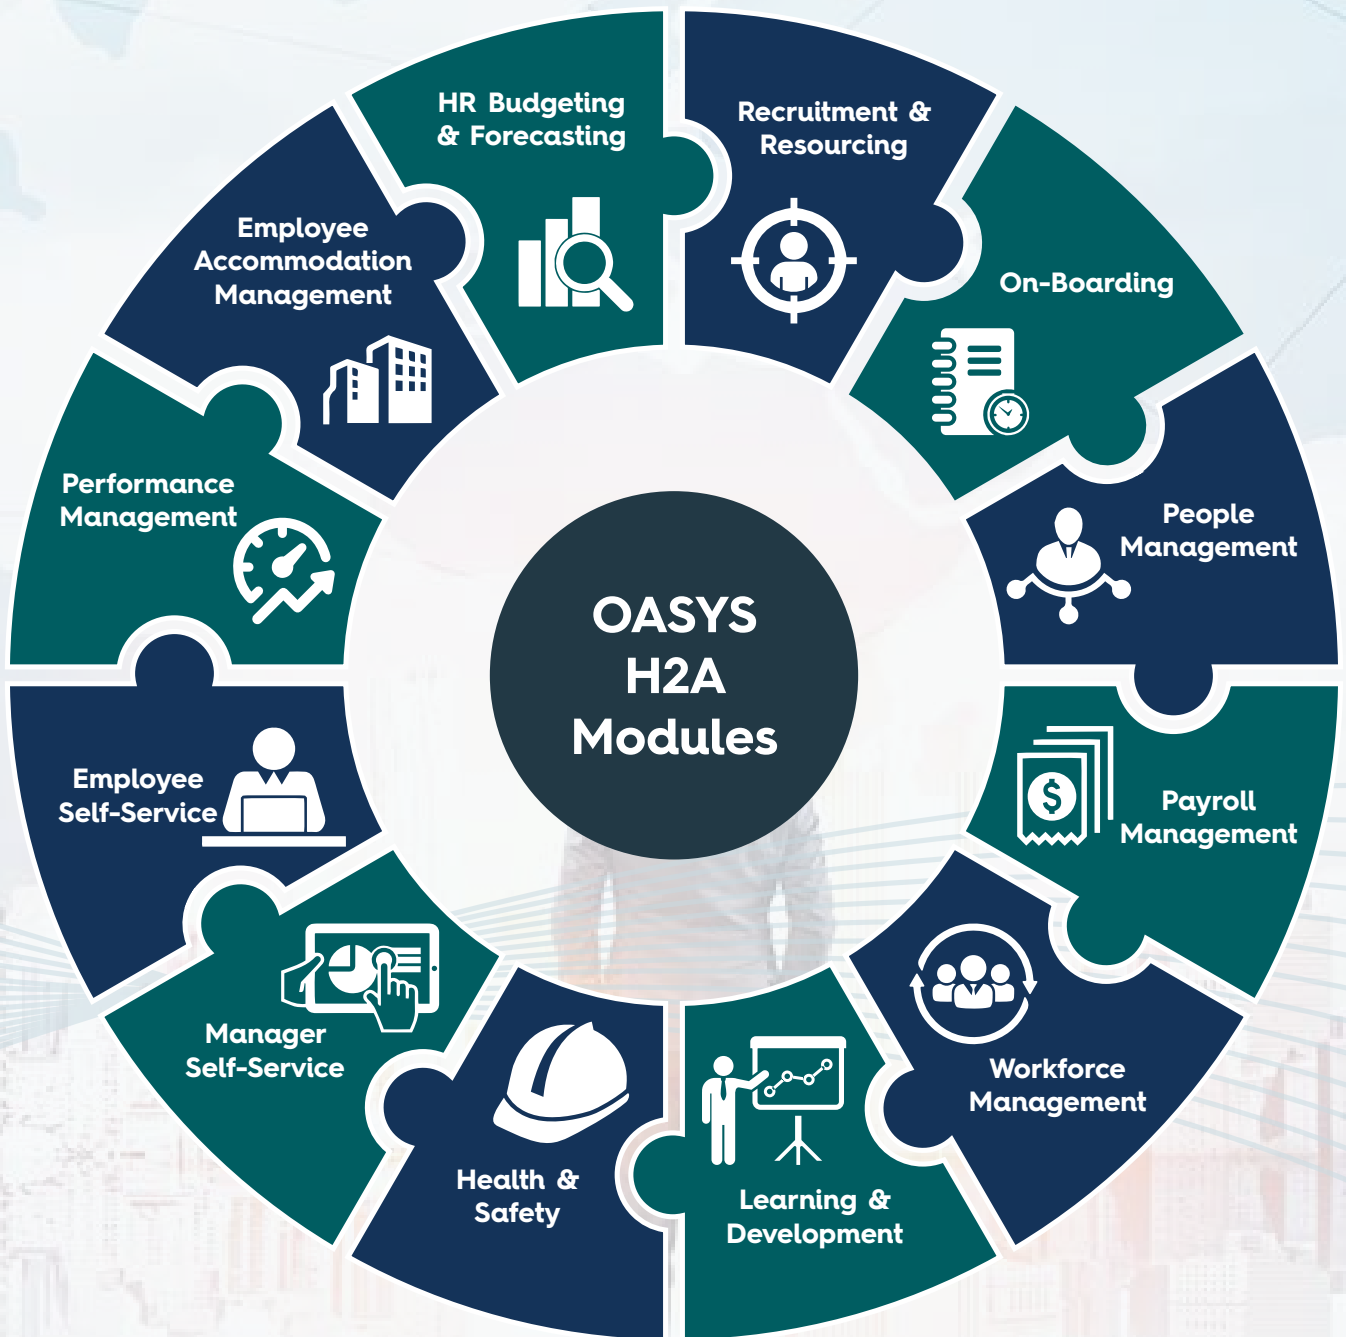 HR Budgeting
& Forecasting
Recruitment &
Resourcing
On-Boarding
People
Management
Payroll
Management
Workforce
Management
Learning &
Development
Health &
Safety
Manager
Self-Service
Employee
Self-Service
Performance
Management
Employee
Accommodation
Management
OASYS
H2A
Modules
$